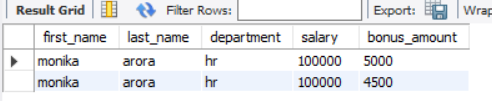 Result Grid Filter Rows: Export: Wrap
first_name last_name department salary bonus_amount
monika arora hr 100000 5000
monika arora hr 100000 4500